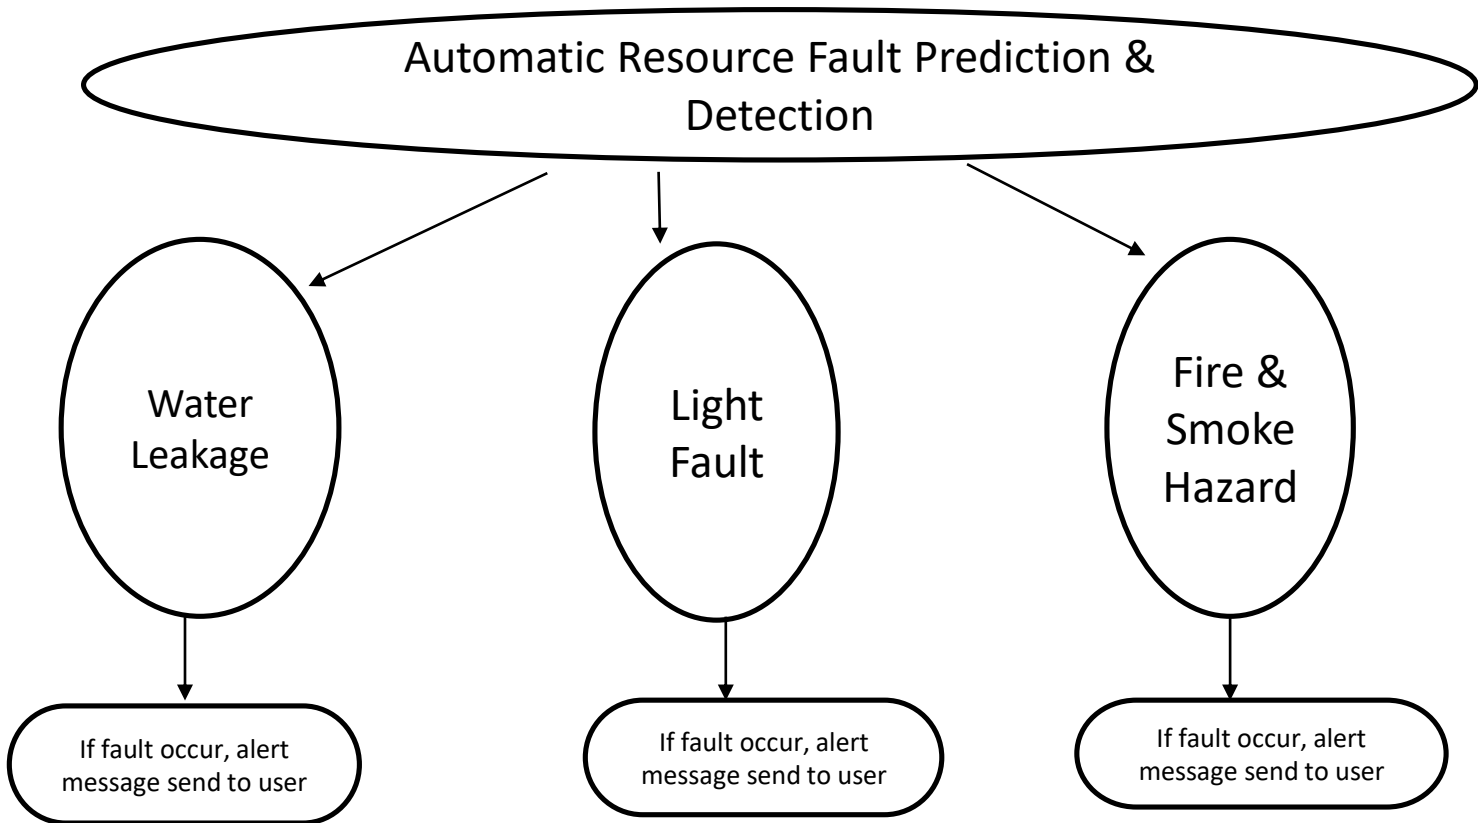 Automatic Resource Fault Prediction &
Detection
Water
Leakage
Light
Fault
Fire &
Smoke
Hazard
If fault occur, alert
message send to user
If fault occur, alert
message send to user
If fault occur, alert
message send to user